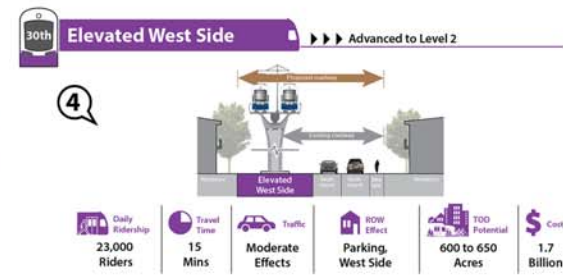 30th
Elevated West Side
Advanced to Level 2
4
Proposed roadway
Existing roadway
Elevated
West Side
Daily
Ridership
23,000
Riders
Travel
Time
15
Mins
Traffic
Moderate
Effects
ROW
Effect
Parking,
West Side
TOD
Potential
600 to 650
Acres
$ Cost
1.7
Billion